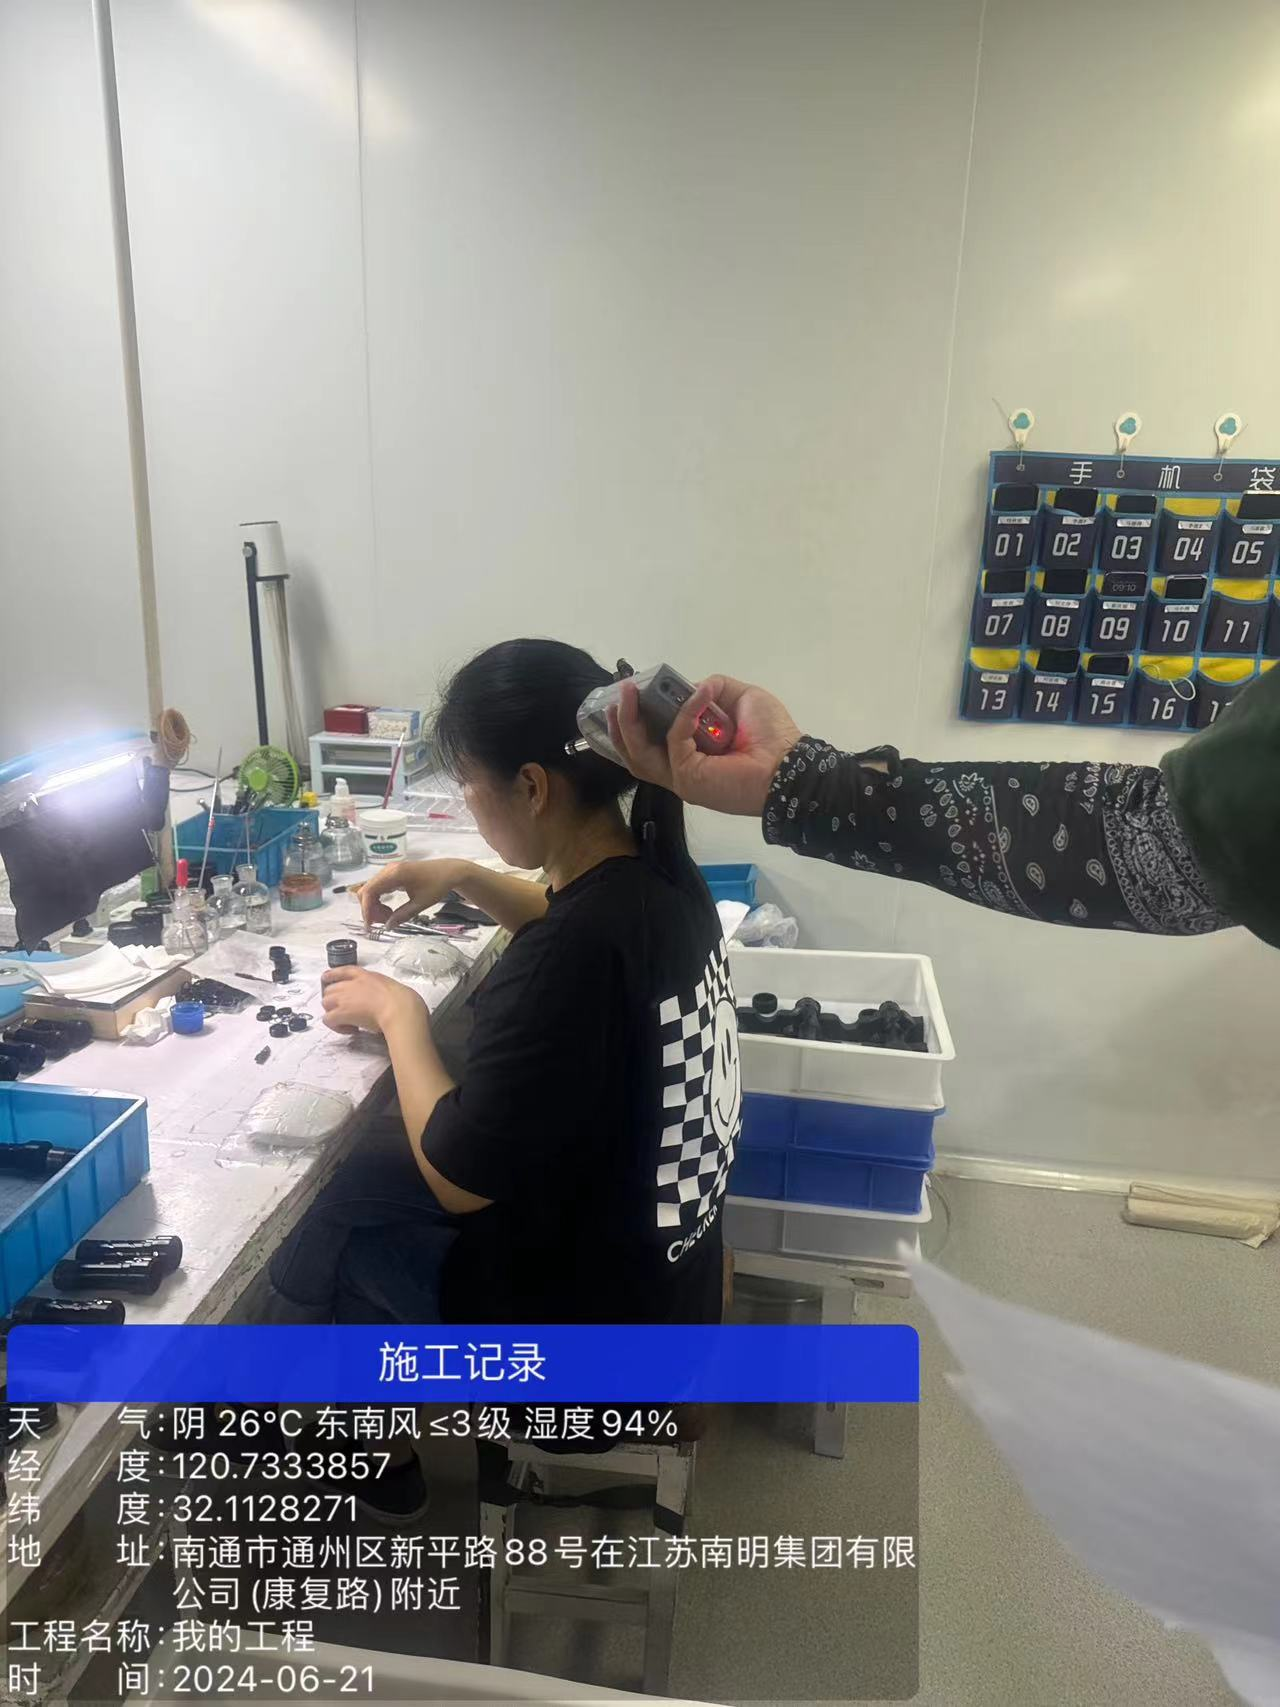 手机袋
01 02 03 04 05
07 08 09 10 11
13 14 15 16
施工记录
天气:阴 26℃ 东南风≤3级 湿度94%
经度:120.7333857
纬度:32.1128271
地址:南通市通州区新平路88号在江苏南明集团有限
公司(康复路)附近
工程名称:我的工程
时间:2024-06-21